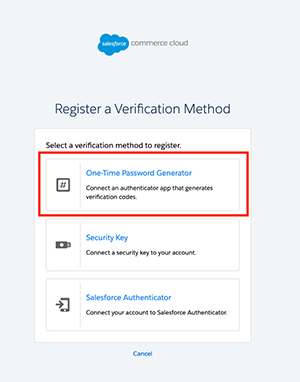 salesforce commerce cloud
Register a Verification Method
Select a verification method to register.
One-Time Password Generator
Connect an authenticator app that generates
verification codes.
Security Key
Connect a security key to your account.
Salesforce Authenticator
Connect your account to Salesforce Authenticator.
Cancel